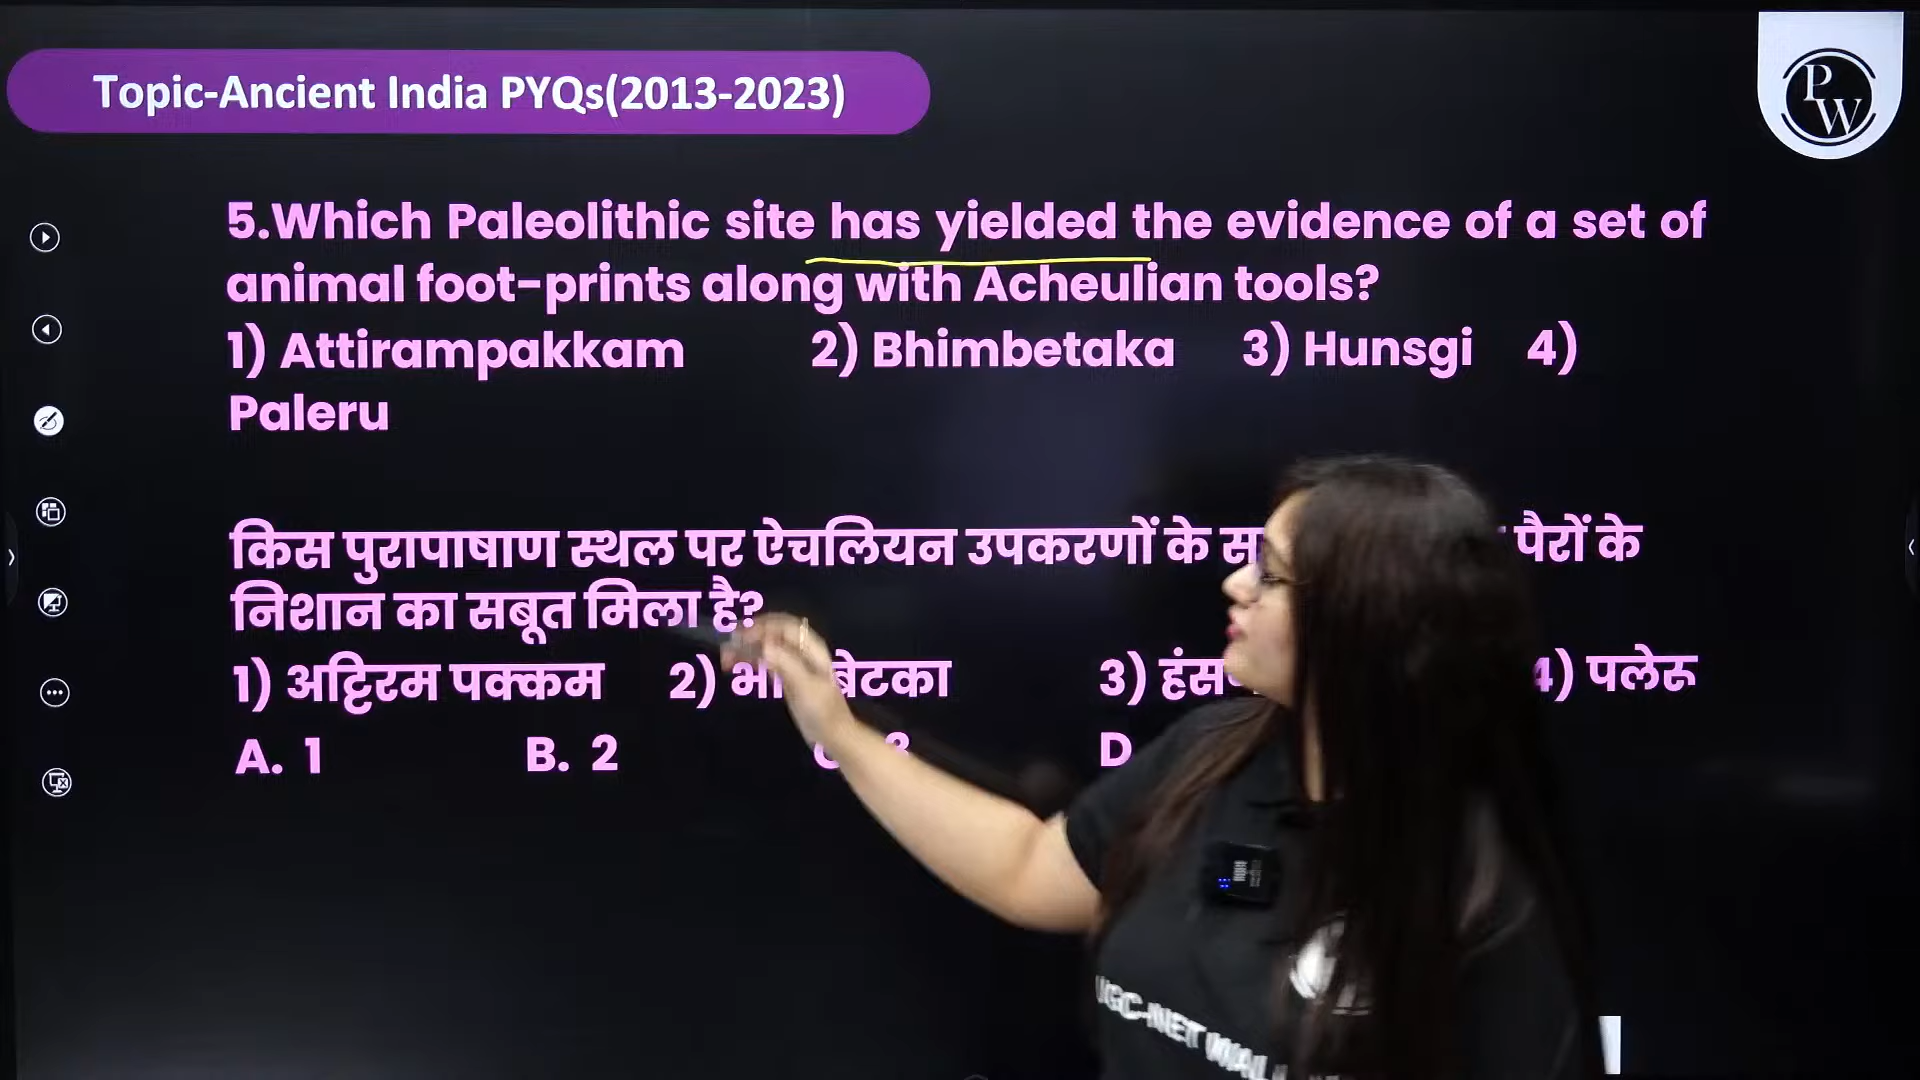 Topic-Ancient India PYQs(2013-2023)
P
W
5.Which Paleolithic site has yielded the evidence of a set of
animal foot-prints along with Acheulian tools?
1) Attirampakkam 2) Bhimbetaka 3) Hunsgi 4)
Paleru
किस पुरापाषाण स्थल पर ऐचलियन उपकरणों के पैरों के
निशान का सबूत मिला है?
1) अट्टिरम पक्कम 2) 3) 4) पलेरू
A. 1 B. 2 D
UGC-NET